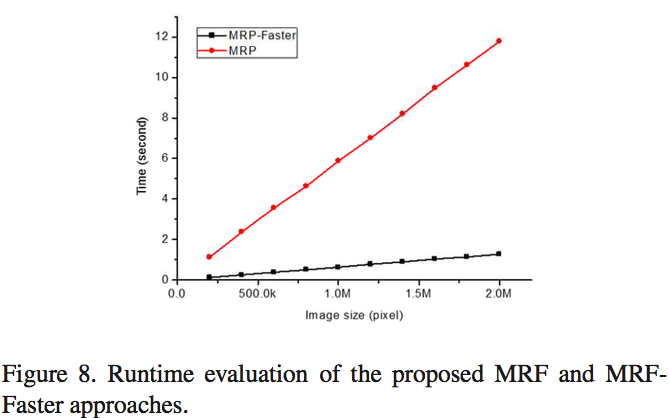 12
10
8
6
4
2
0
Time (second)
MRP-Faster
MRP
0.0 500.0k 1.0M 1.5M 2.0M
Image size (pixel)
Figure 8. Runtime evaluation of the proposed MRF and MRF-
Faster approaches.